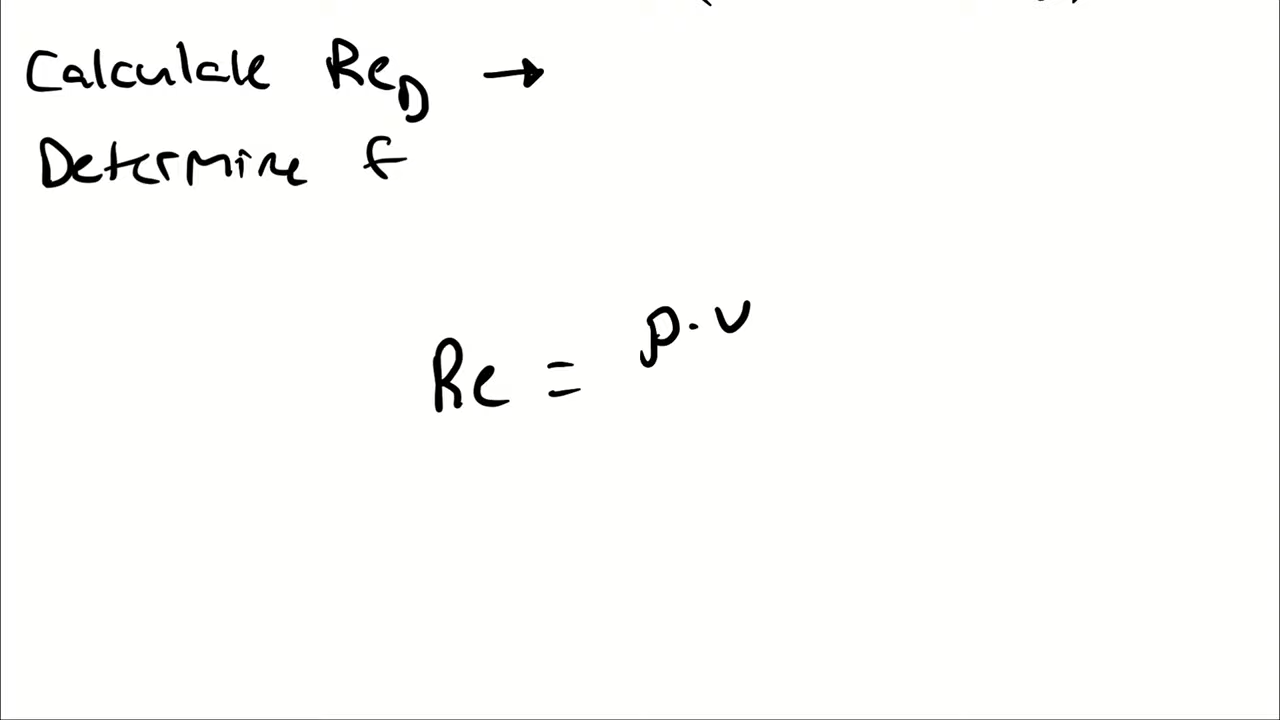 Calculate Re_D →
Determine f
Re = ρ · v